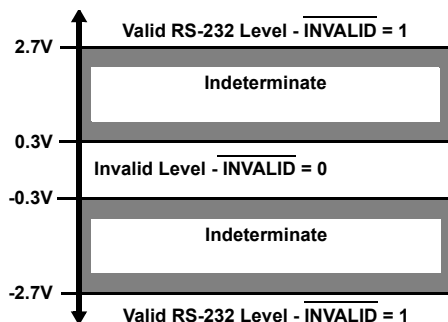 Valid RS-232 Level - INVALID = 1
2.7V
Indeterminate
0.3V
Invalid Level - INVALID = 0
-0.3V
Indeterminate
-2.7V
Valid RS-232 Level - INVALID = 1